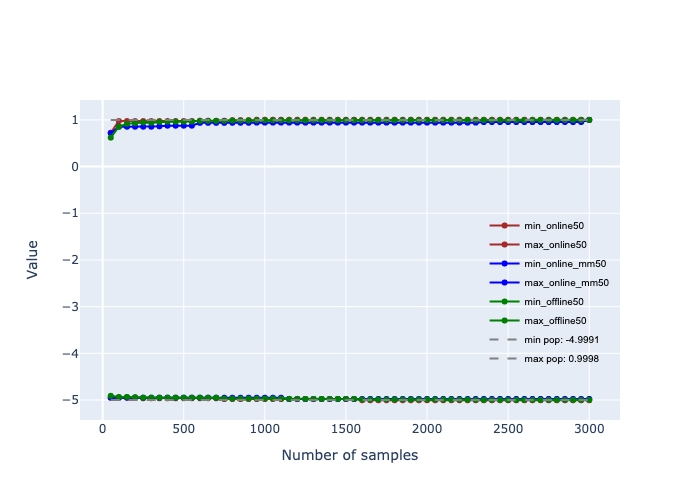 1
0
−1
−2
−3
−4
−5
Value
min_online50
max_online50
min_online_mm50
max_online_mm50
min_offline50
max_offline50
min pop: -4.9991
max pop: 0.9998
0 500 1000 1500 2000 2500 3000
Number of samples